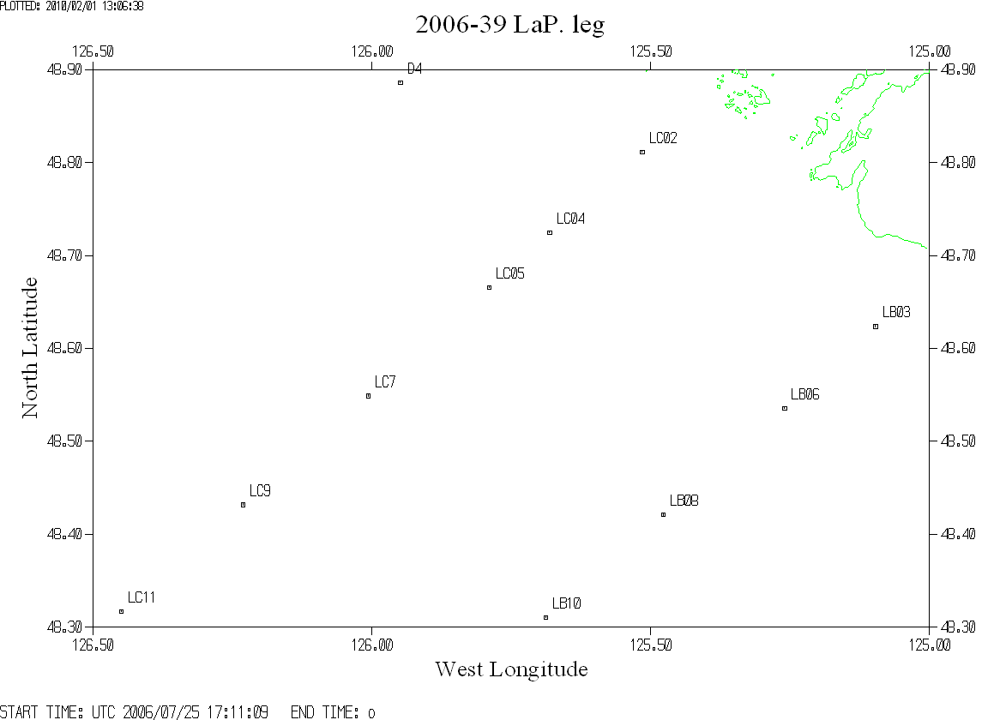 PLOTTED: 2010/02/01 13:06:38
2006-39 LaP. leg
126.50 126.00 125.50 125.00
48.90 D4 48.90
LC02
48.80 48.80
LC04
48.70 48.70
LC05
LB03
48.60 48.60
LC7
LB06
48.50 48.50
LC9
LB08
48.40 48.40
LC11
LB10
48.30 48.30
126.50 126.00 125.50 125.00
North Latitude
West Longitude
START TIME: UTC 2006/07/25 17:11:09 END TIME: o